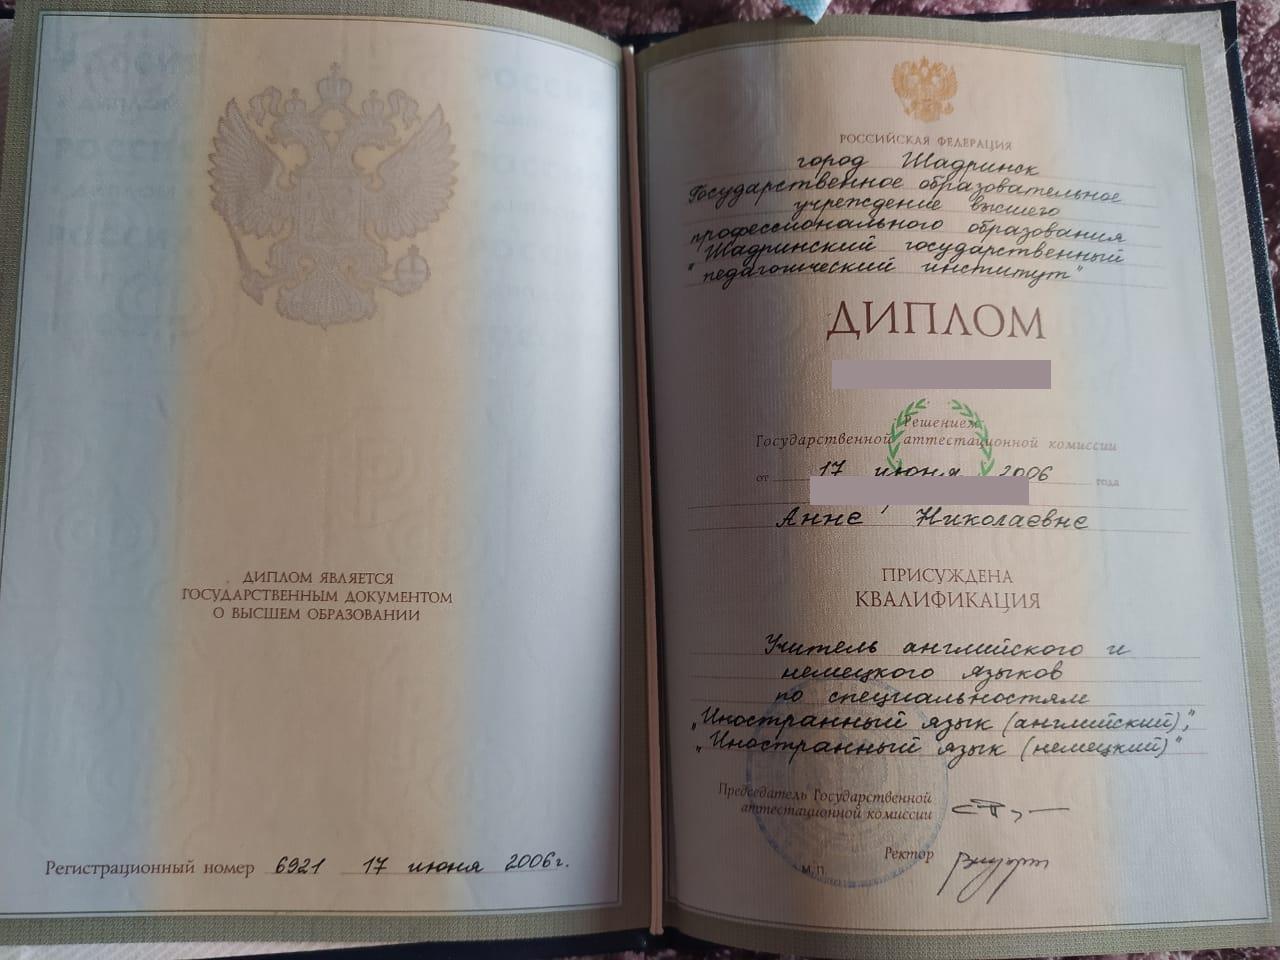 ДИПЛОМ ЯВЛЯЕТСЯ
ГОСУДАРСТВЕННЫМ ДОКУМЕНТОМ
О ВЫСШЕМ ОБРАЗОВАНИИ
Регистрационный номер 6921 17 июня 2006г.
РОССИЙСКАЯ ФЕДЕРАЦИЯ
город Шадринск
Государственное образовательное
учреждение высшего
профессионального образования
"Шадринский государственный
педагогический институт"
ДИПЛОМ
Решением
Государственной аттестационной комиссии
от 17 июня 2006 года
Анне Николаевне
ПРИСУЖДЕНА
КВАЛИФИКАЦИЯ
Учитель английского и
немецкого языков
по специальностям
„Иностранный язык (английский)",
„Иностранный язык (немецкий)"
Председатель Государственной
аттестационной комиссии
Ректор
М.П.